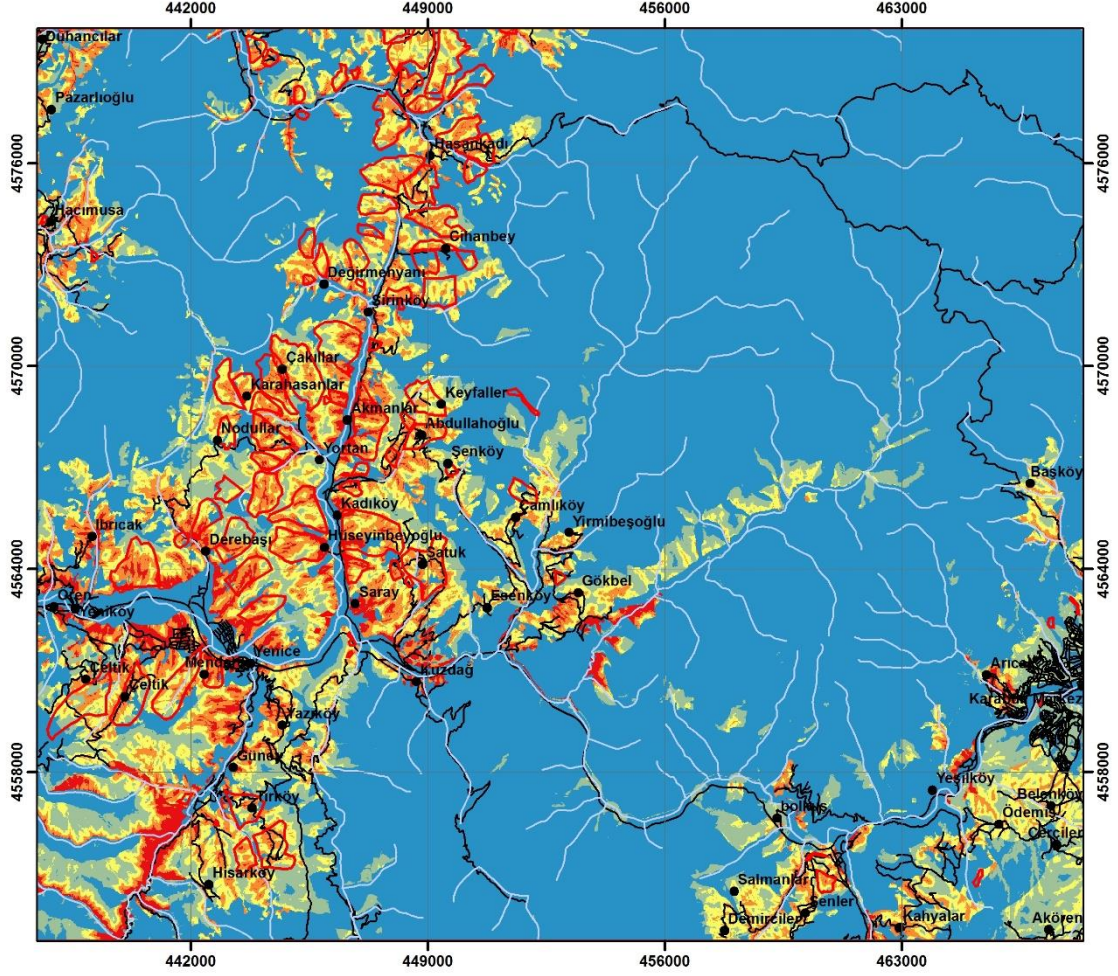 442000 449000 456000 463000
Duhancılar
Pazarlıoğlu
Hasankadı
4576000 4576000
Hacımusa
Cihanbey
Değirmenyanı
Şirinköy
4570000 4570000
Çakıllar
Karahasanlar
Keyfaller
Akmanlar
Abdullahoğlu
Nodullar
Yortan
Şenköy
Başköy
Kadıköy
Çamlıköy
Yirmibeşoğlu
İbrıcak
Derebaşı
Hüseyinbeyoğlu
Satuk
4564000 4564000
Gökbel
Ören
Yeniköy
Saray
Esenköy
Yenice
Çeltik
Kuzdağ
Arıcak
Çeltik
Yazıköy
4558000 4558000
Güney
Yeşilköy
Belenköy
Ödemiş
Çerçiler
Hisarköy
Salmanlar
Şenler
Demirciler
Kahyalar
Akören
442000 449000 456000 463000